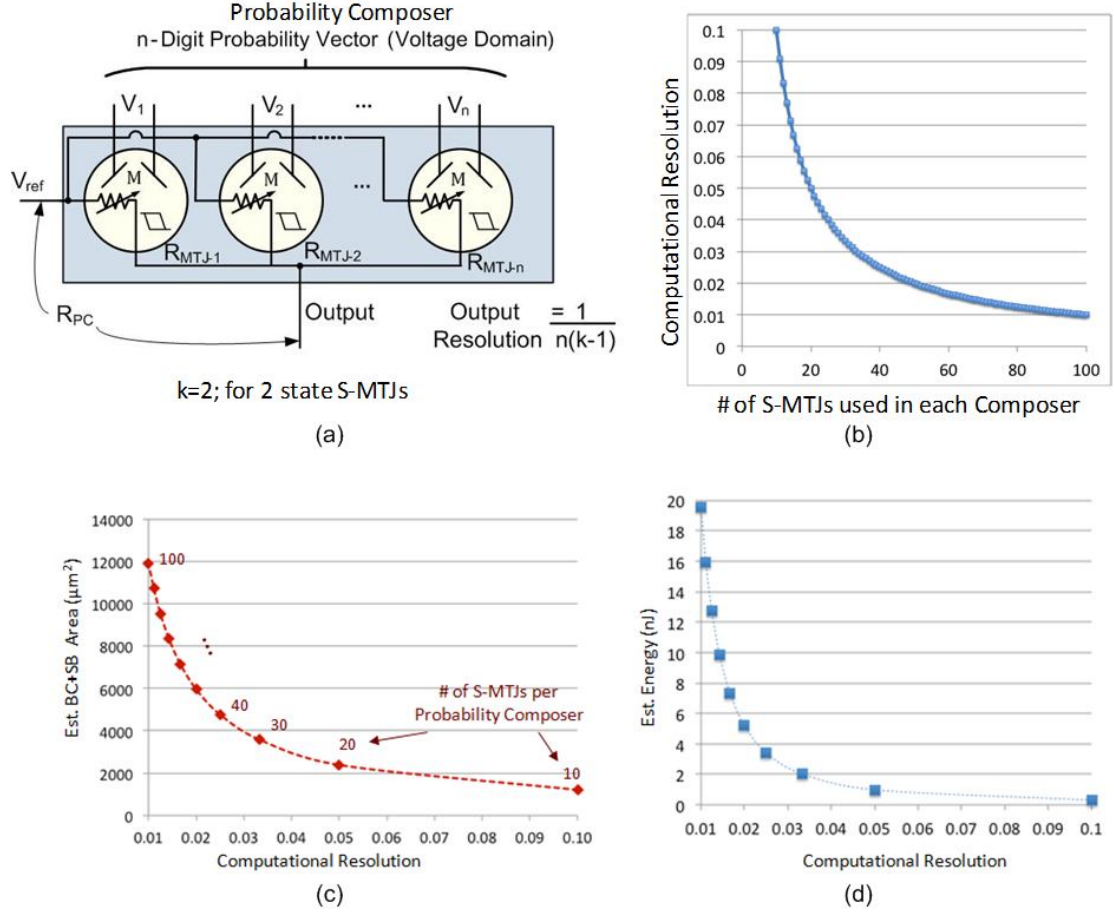 Probability Composer
n-Digit Probability Vector (Voltage Domain)
V1 V2 ... Vn
M M ... M
Vref
RMTJ-1 RMTJ-2 RMTJ-n
RPC
Output
Output Resolution = 1 / n(k-1)
k=2; for 2 state S-MTJs
(a)
Computational Resolution
0.1
0.09
0.08
0.07
0.06
0.05
0.04
0.03
0.02
0.01
0
0 20 40 60 80 100
# of S-MTJs used in each Composer
(b)
Est. BC+SB Area (μm²)
14000
12000
10000
8000
6000
4000
2000
0
100
...
40
30
20
10
# of S-MTJs per
Probability Composer
0.01 0.02 0.03 0.04 0.05 0.06 0.07 0.08 0.09 0.10
Computational Resolution
(c)
Est. Energy (nJ)
20
18
16
14
12
10
8
6
4
2
0
0.01 0.02 0.03 0.04 0.05 0.06 0.07 0.08 0.09 0.1
Computational Resolution
(d)